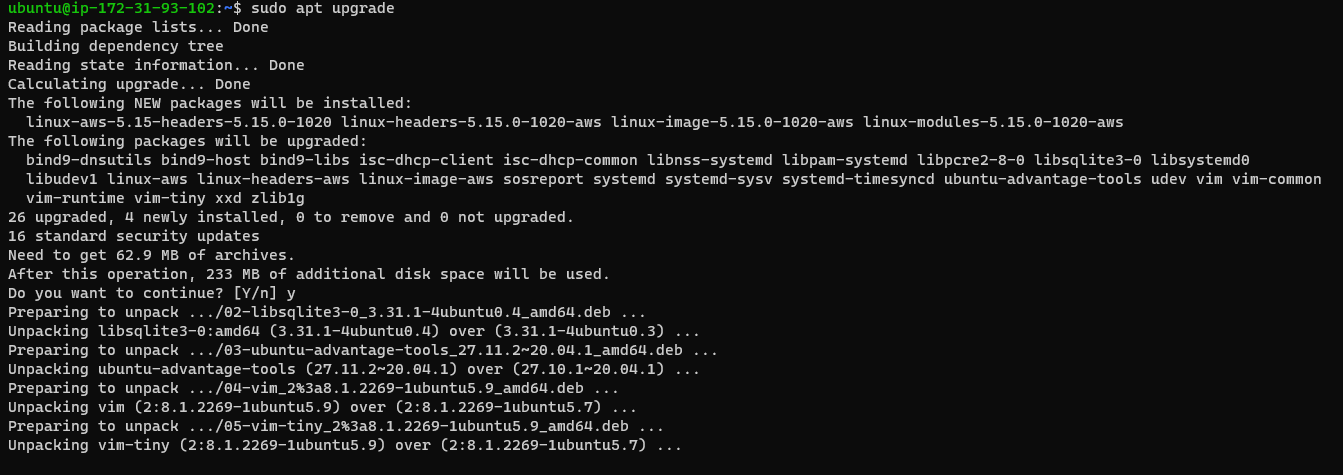 ubuntu@ip-172-31-93-102:~$ sudo apt upgrade
Reading package lists... Done
Building dependency tree
Reading state information... Done
Calculating upgrade... Done
The following NEW packages will be installed:
  linux-aws-5.15-headers-5.15.0-1020 linux-headers-5.15.0-1020-aws linux-image-5.15.0-1020-aws linux-modules-5.15.0-1020-aws
The following packages will be upgraded:
  bind9-dnsutils bind9-host bind9-libs isc-dhcp-client isc-dhcp-common libnss-systemd libpam-systemd libpcre2-8-0 libsqlite3-0 libsystemd0
  libudev1 linux-aws linux-headers-aws linux-image-aws sosreport systemd systemd-sysv systemd-timesyncd ubuntu-advantage-tools udev vim vim-common
  vim-runtime vim-tiny xxd zlib1g
26 upgraded, 4 newly installed, 0 to remove and 0 not upgraded.
16 standard security updates
Need to get 62.9 MB of archives.
After this operation, 233 MB of additional disk space will be used.
Do you want to continue? [Y/n] y
Preparing to unpack .../02-libsqlite3-0_3.31.1-4ubuntu0.4_amd64.deb ...
Unpacking libsqlite3-0:amd64 (3.31.1-4ubuntu0.4) over (3.31.1-4ubuntu0.3) ...
Preparing to unpack .../03-ubuntu-advantage-tools_27.11.2~20.04.1_amd64.deb ...
Unpacking ubuntu-advantage-tools (27.11.2~20.04.1) over (27.10.1~20.04.1) ...
Preparing to unpack .../04-vim_2%3a8.1.2269-1ubuntu5.9_amd64.deb ...
Unpacking vim (2:8.1.2269-1ubuntu5.9) over (2:8.1.2269-1ubuntu5.7) ...
Preparing to unpack .../05-vim-tiny_2%3a8.1.2269-1ubuntu5.9_amd64.deb ...
Unpacking vim-tiny (2:8.1.2269-1ubuntu5.9) over (2:8.1.2269-1ubuntu5.7) ...